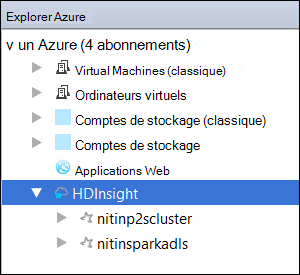 Explorer Azure
v un Azure (4 abonnements)
Virtual Machines (classique)
Ordinateurs virtuels
Comptes de stockage (classique)
Comptes de stockage
Applications Web
HDInsight
nitinp2scluster
nitinsparkadls